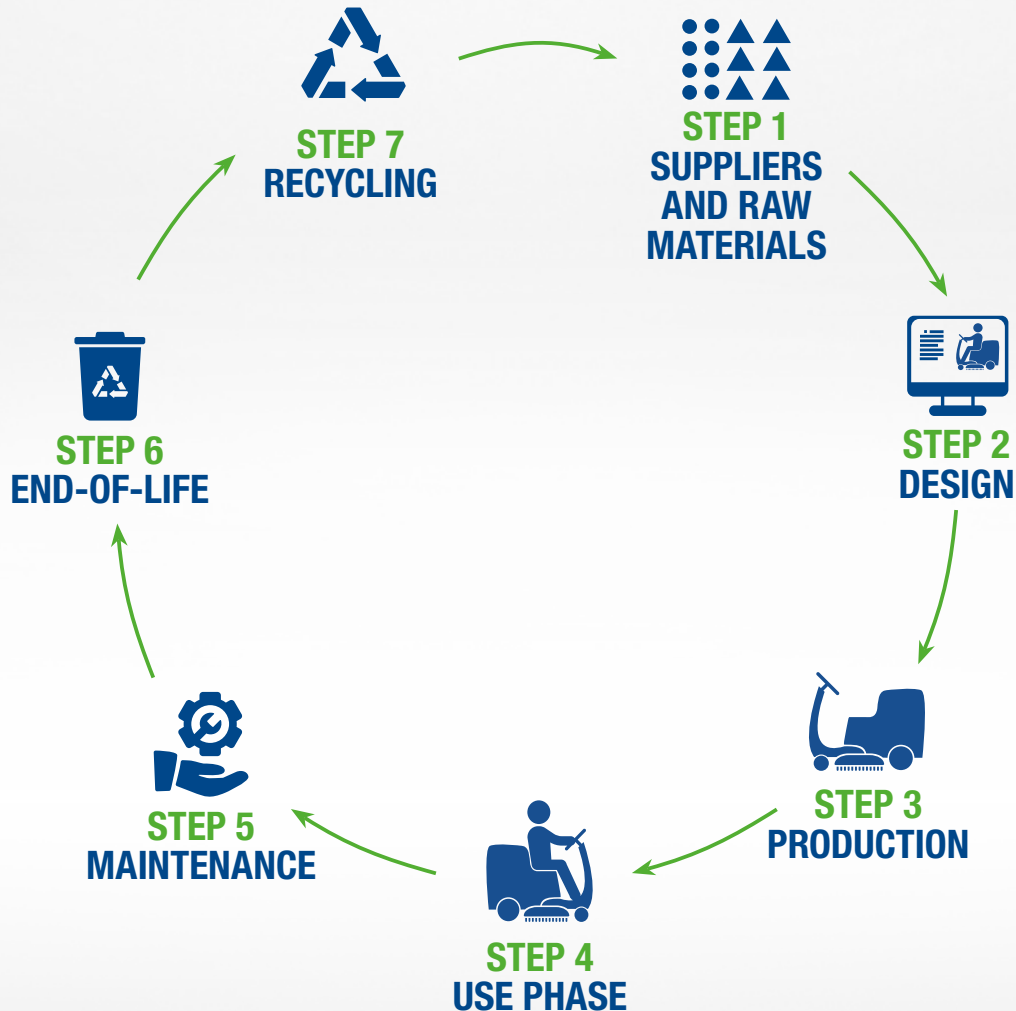 STEP 7
RECYCLING
STEP 1
SUPPLIERS
AND RAW
MATERIALS
STEP 2
DESIGN
STEP 3
PRODUCTION
STEP 4
USE PHASE
STEP 5
MAINTENANCE
STEP 6
END-OF-LIFE